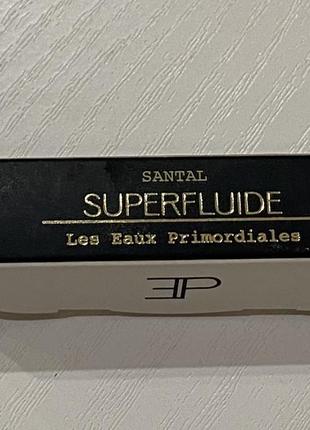 SANTAL
SUPERFLUIDE
Les Eaux Primordiales
EP